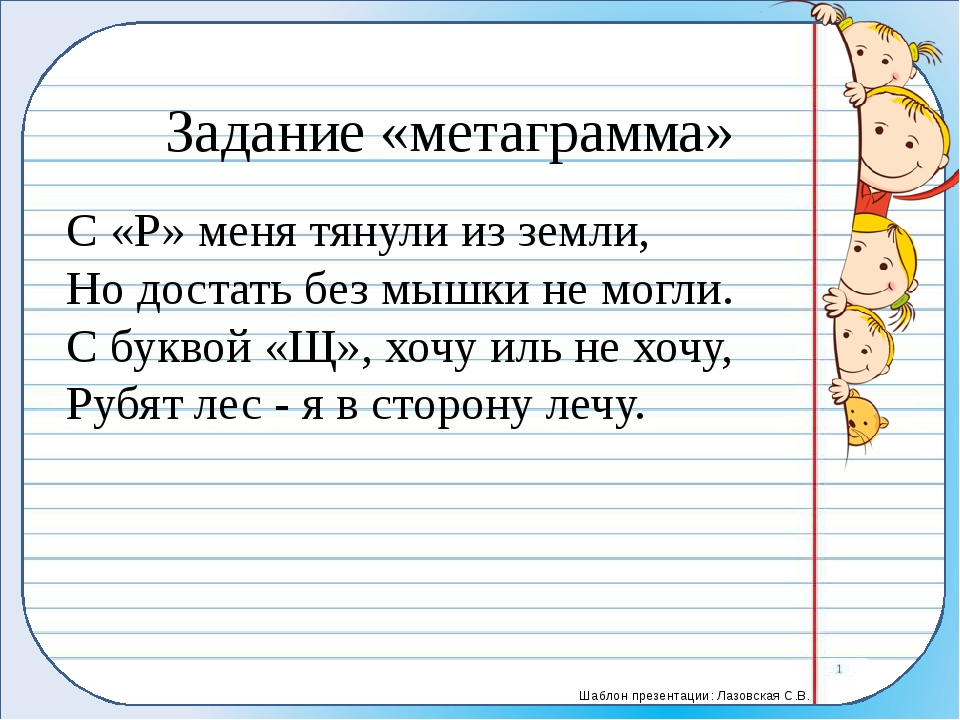 Задание «метаграмма»
С «Р» меня тянули из земли,
Но достать без мышки не могли.
С буквой «Щ», хочу иль не хочу,
Рубят лес - я в сторону лечу.
1
Шаблон презентации: Лазовская С.В.